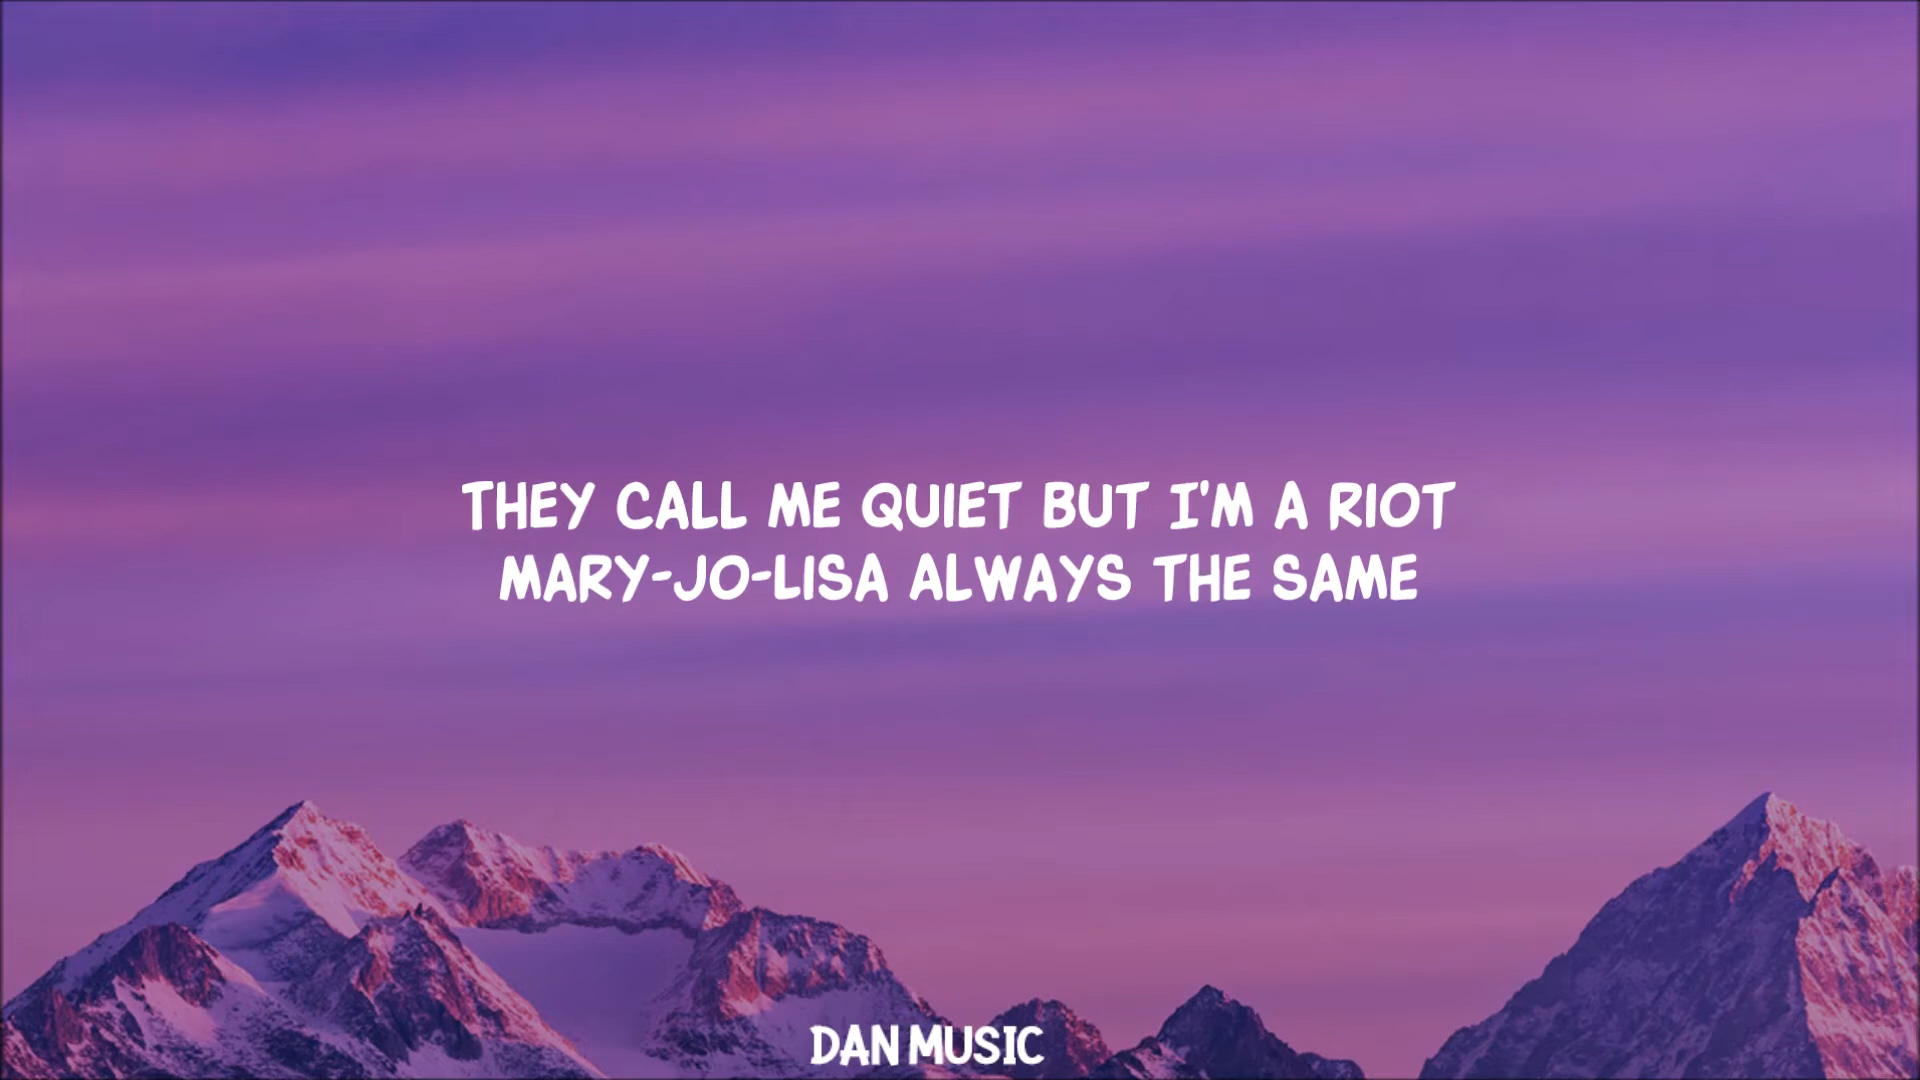 THEY CALL ME QUIET BUT I'M A RIOT
MARY-JO-LISA ALWAYS THE SAME
DAN MUSIC